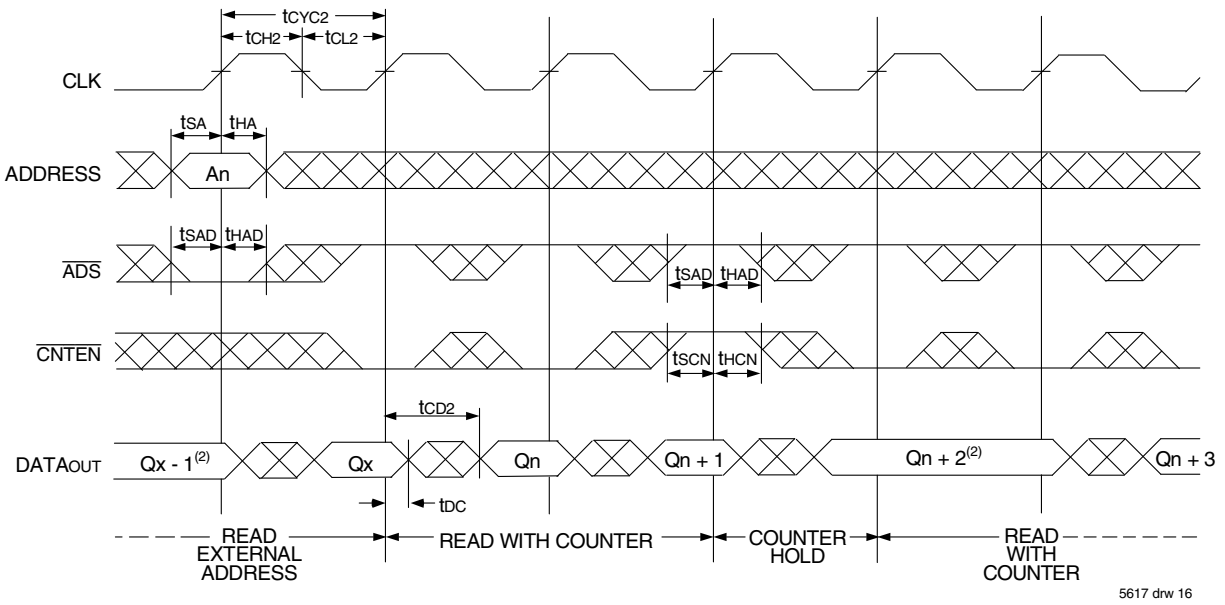 tCYC2
tCH2 tCL2
CLK
tSA tHA
ADDRESS An
tSAD tHAD
ADS
tSAD tHAD
CNTEN
tSCN tHCN
tCD2
DATAOUT Qx - 1(2) Qx Qn Qn + 1 Qn + 2(2) Qn + 3
tDC
READ EXTERNAL ADDRESS
READ WITH COUNTER
COUNTER HOLD
READ WITH COUNTER
5617 drw 16